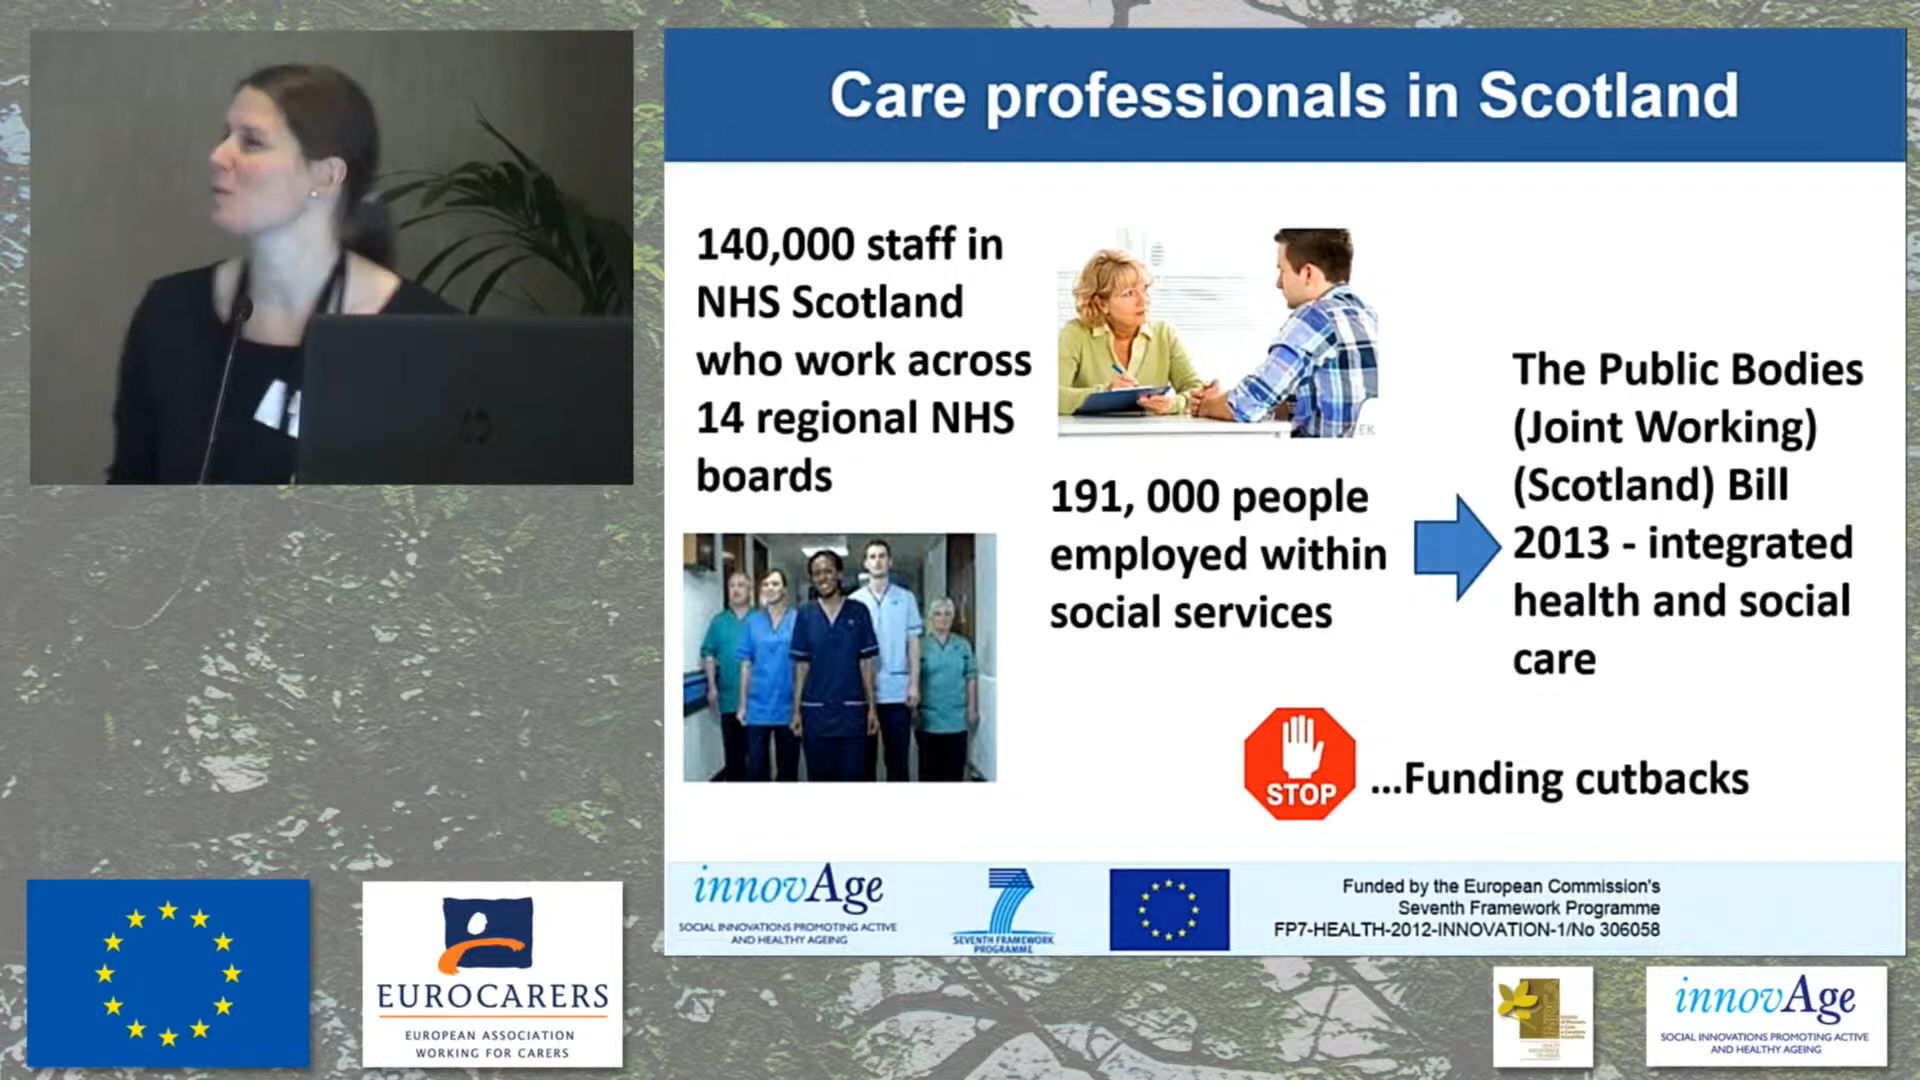 Care professionals in Scotland
140,000 staff in
NHS Scotland
who work across
14 regional NHS
boards
191, 000 people
employed within
social services
The Public Bodies
(Joint Working)
(Scotland) Bill
2013 - integrated
health and social
care
STOP
...Funding cutbacks
innovAge
SOCIAL INNOVATIONS PROMOTING ACTIVE
AND HEALTHY AGEING
SEVENTH FRAMEWORK
PROGRAMME
Funded by the European Commission's
Seventh Framework Programme
FP7-HEALTH-2012-INNOVATION-1/No 306058
EUROCARERS
EUROPEAN ASSOCIATION
WORKING FOR CARERS
innovAge
SOCIAL INNOVATIONS PROMOTING ACTIVE
AND HEALTHY AGEING